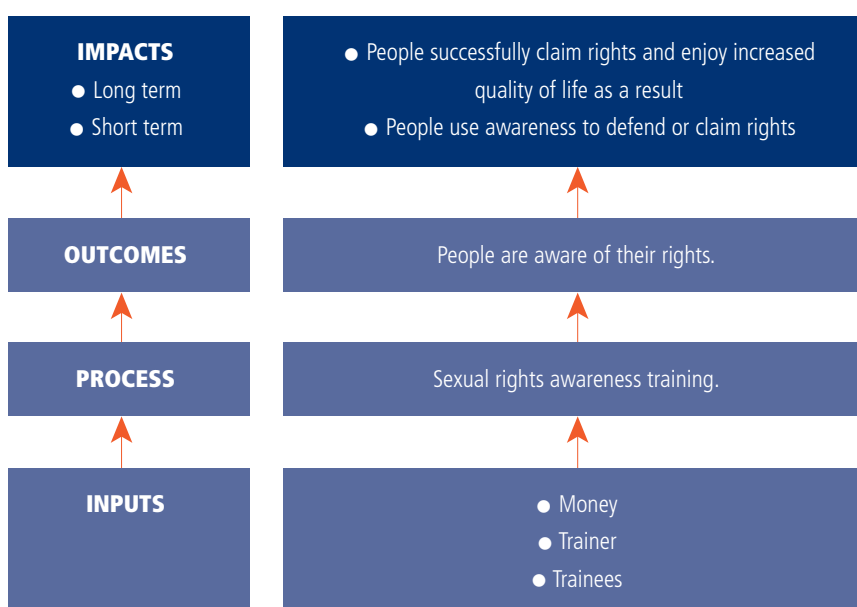 IMPACTS
● Long term
● Short term
● People successfully claim rights and enjoy increased
quality of life as a result
● People use awareness to defend or claim rights
OUTCOMES
People are aware of their rights.
PROCESS
Sexual rights awareness training.
INPUTS
● Money
● Trainer
● Trainees